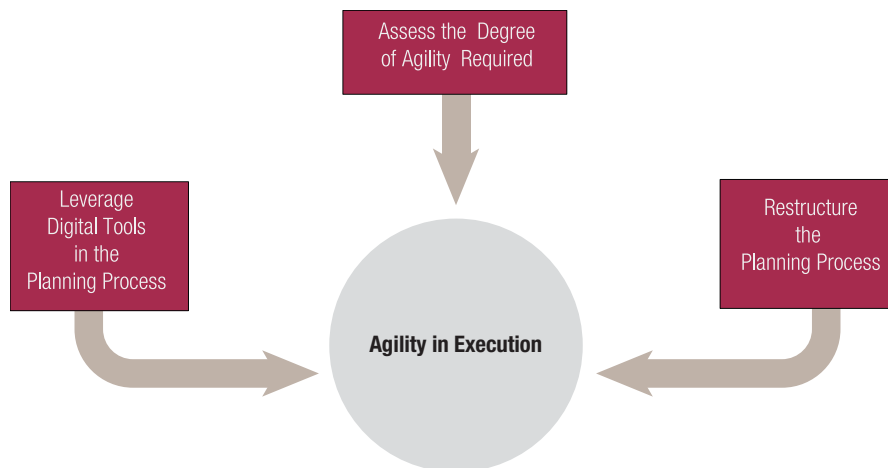 Assess the Degree
of Agility Required
Leverage
Digital Tools
in the
Planning Process
Restructure
the
Planning Process
Agility in Execution